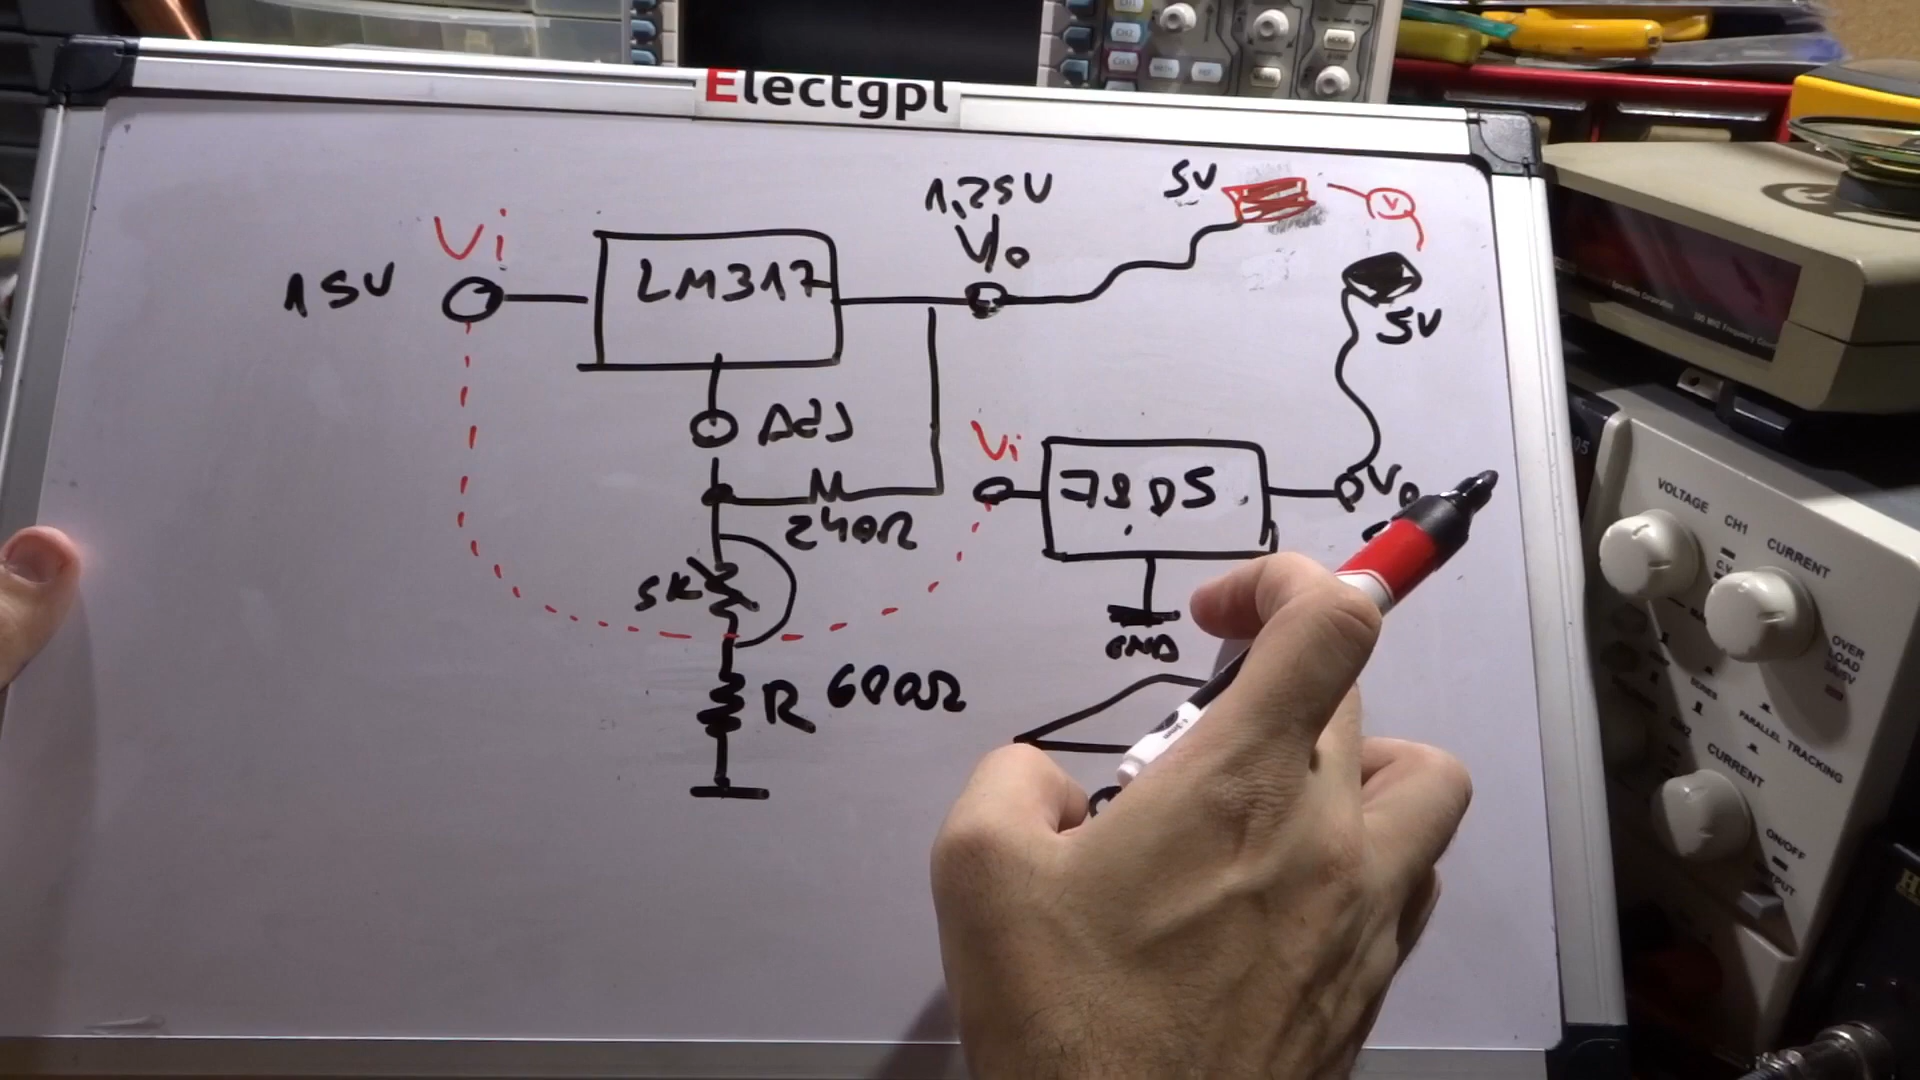 Electgpl
1,25V
5V
V
Vi
15V
LM317
Vo
5V
Adj
Vi
7805
Vo
240Ω
5K
GND
R 600Ω
VOLTAGE
CH1
CURRENT
C.V.
OVER
LOAD
SERIES
PARALLEL TRACKING
CURRENT
ON/OFF
OUTPUT